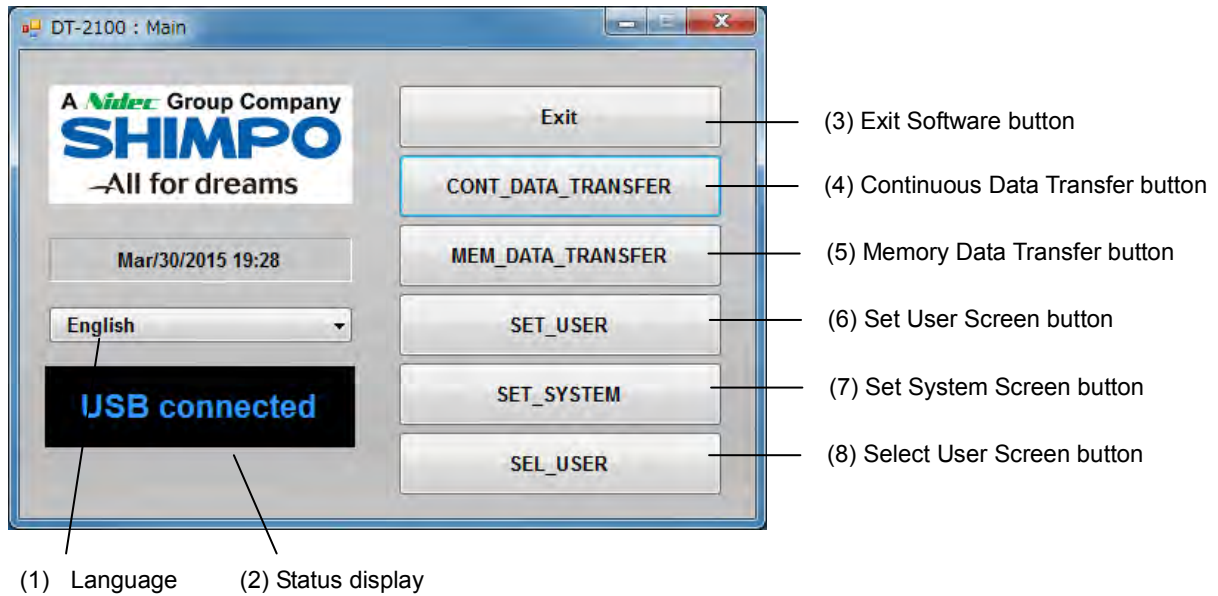 DT-2100 : Main
A Nidec Group Company
SHIMPO
All for dreams
Mar/30/2015 19:28
English
USB connected
Exit
CONT_DATA_TRANSFER
MEM_DATA_TRANSFER
SET_USER
SET_SYSTEM
SEL_USER
(3) Exit Software button
(4) Continuous Data Transfer button
(5) Memory Data Transfer button
(6) Set User Screen button
(7) Set System Screen button
(8) Select User Screen button
(1) Language
(2) Status display